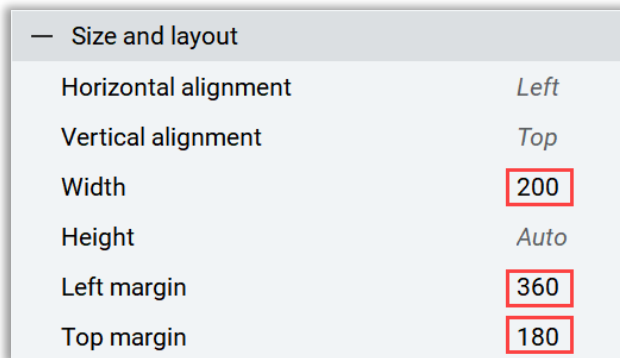 Size and layout
Horizontal alignment Left
Vertical alignment Top
Width 200
Height Auto
Left margin 360
Top margin 180